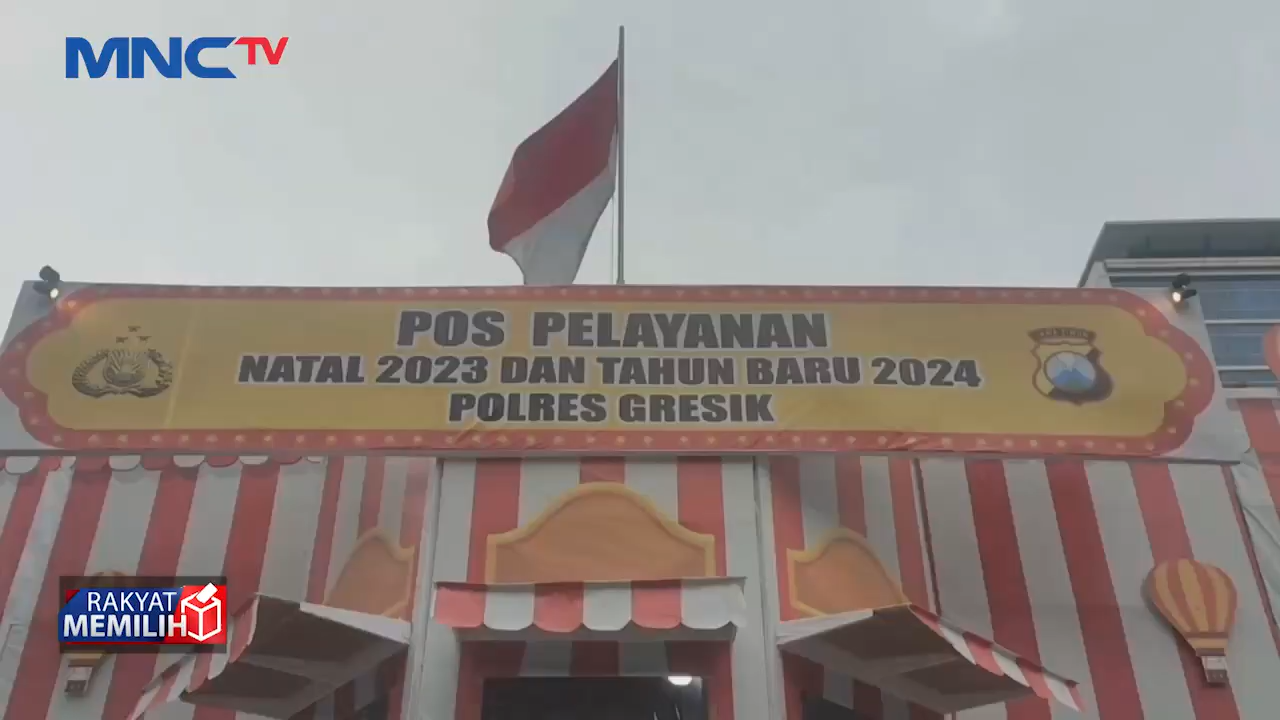 MNCTV
POS PELAYANAN
NATAL 2023 DAN TAHUN BARU 2024
POLRES GRESIK
RAKYAT
MEMILIH